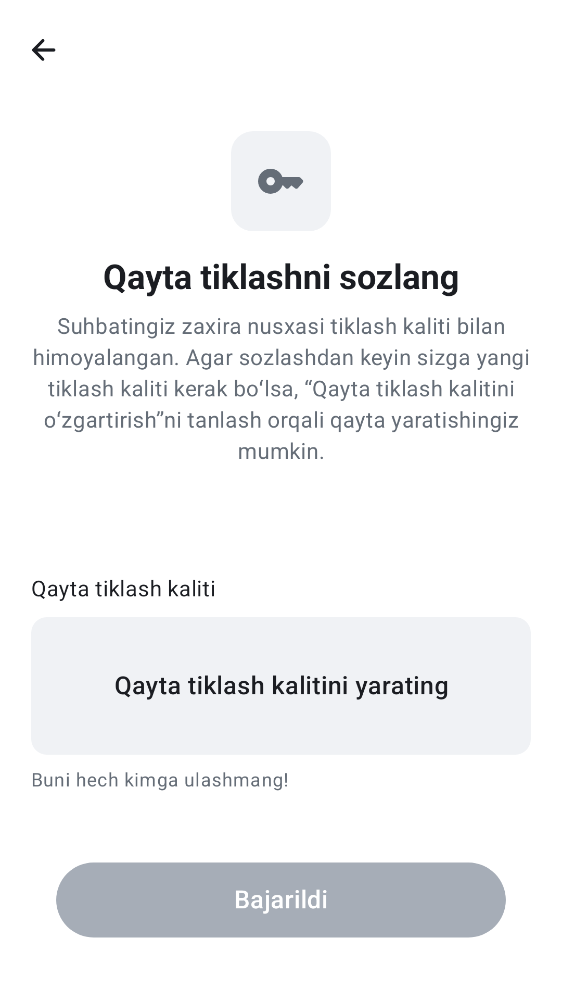 Qayta tiklashni sozlang
Suhbatingiz zaxira nusxasi tiklash kaliti bilan
himoyalangan. Agar sozlashdan keyin sizga yangi
tiklash kaliti kerak boʻlsa, “Qayta tiklash kalitini
oʻzgartirish”ni tanlash orqali qayta yaratishingiz
mumkin.
Qayta tiklash kaliti
Qayta tiklash kalitini yarating
Buni hech kimga ulashmang!
Bajarildi